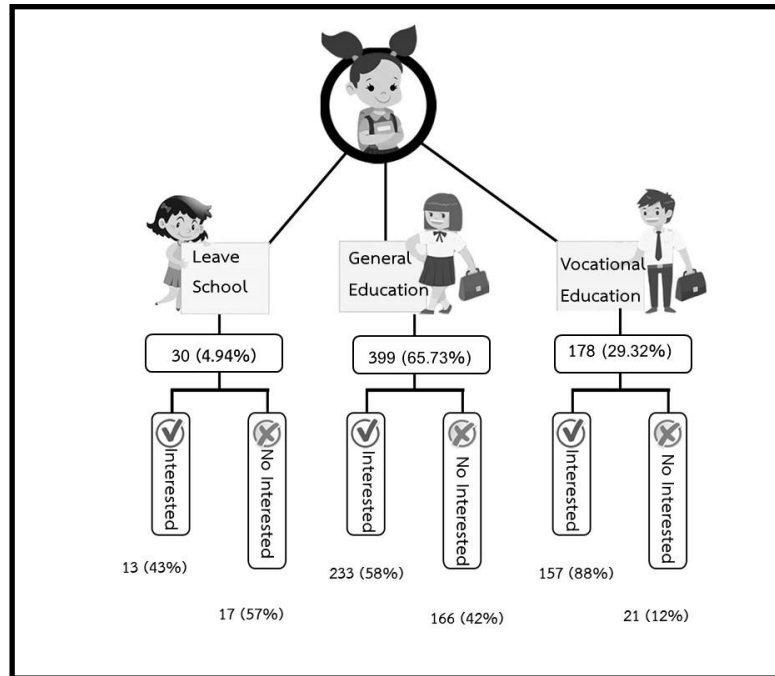 Leave
School
General
Education
Vocational
Education
30 (4.94%)
399 (65.73%)
178 (29.32%)
Interested
No Interested
Interested
No Interested
Interested
No Interested
13 (43%)
17 (57%)
233 (58%)
166 (42%)
157 (88%)
21 (12%)